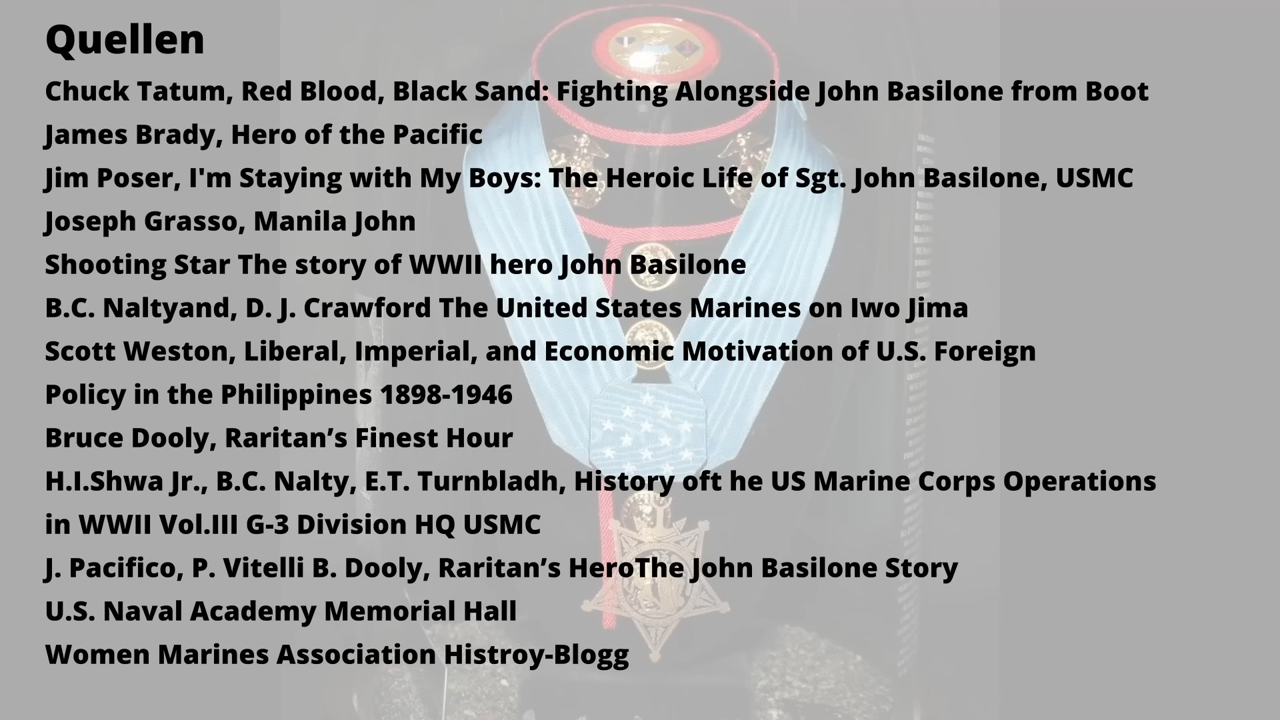 Quellen
Chuck Tatum, Red Blood, Black Sand: Fighting Alongside John Basilone from Boot
James Brady, Hero of the Pacific
Jim Poser, I'm Staying with My Boys: The Heroic Life of Sgt. John Basilone, USMC
Joseph Grasso, Manila John
Shooting Star The story of WWII hero John Basilone
B.C. Naltyand, D. J. Crawford The United States Marines on Iwo Jima
Scott Weston, Liberal, Imperial, and Economic Motivation of U.S. Foreign
Policy in the Philippines 1898-1946
Bruce Dooly, Raritan’s Finest Hour
H.I.Shwa Jr., B.C. Nalty, E.T. Turnbladh, History oft he US Marine Corps Operations
in WWII Vol.III G-3 Division HQ USMC
J. Pacifico, P. Vitelli B. Dooly, Raritan’s HeroThe John Basilone Story
U.S. Naval Academy Memorial Hall
Women Marines Association Histroy-Blogg